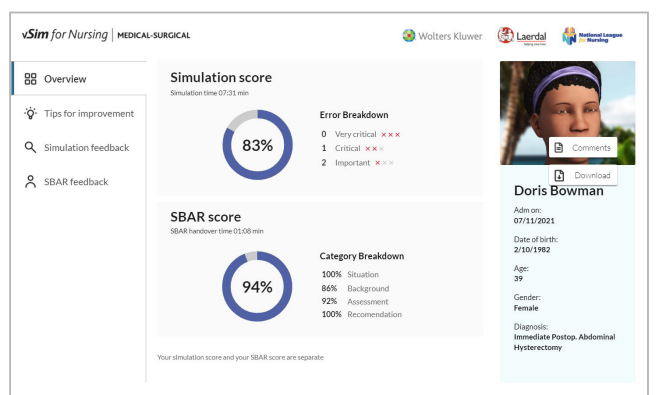 vSim for Nursing | MEDICAL-SURGICAL
Wolters Kluwer
Laerdal
helping save lives
National League
for Nursing
Overview
Tips for improvement
Simulation feedback
SBAR feedback
Simulation score
Simulation time 07:31 min
83%
Error Breakdown
0 Very critical
1 Critical
2 Important
SBAR score
SBAR handover time 01:08 min
94%
Category Breakdown
100% Situation
86% Background
92% Assessment
100% Recomendation
Your simulation score and your SBAR score are separate
Comments
Download
Doris Bowman
Adm on:
07/11/2021
Date of birth:
2/10/1982
Age:
39
Gender:
Female
Diagnosis:
Immediate Postop. Abdominal
Hysterectomy